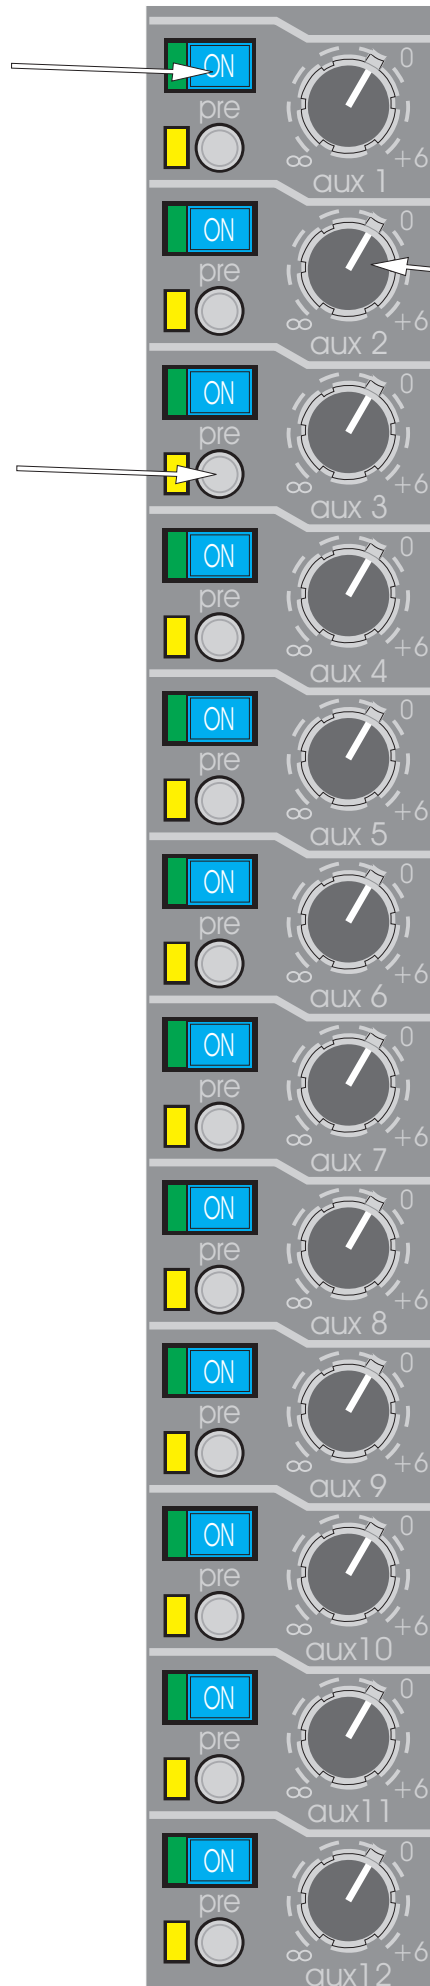 ON
0
pre
∞ +6
aux 1
ON
0
pre
∞ +6
aux 2
ON
0
pre
∞ +6
aux 3
ON
0
pre
∞ +6
aux 4
ON
0
pre
∞ +6
aux 5
ON
0
pre
∞ +6
aux 6
ON
0
pre
∞ +6
aux 7
ON
0
pre
∞ +6
aux 8
ON
0
pre
∞ +6
aux 9
ON
0
pre
∞ +6
aux10
ON
0
pre
∞ +6
aux11
ON
0
pre
∞ +6
aux12